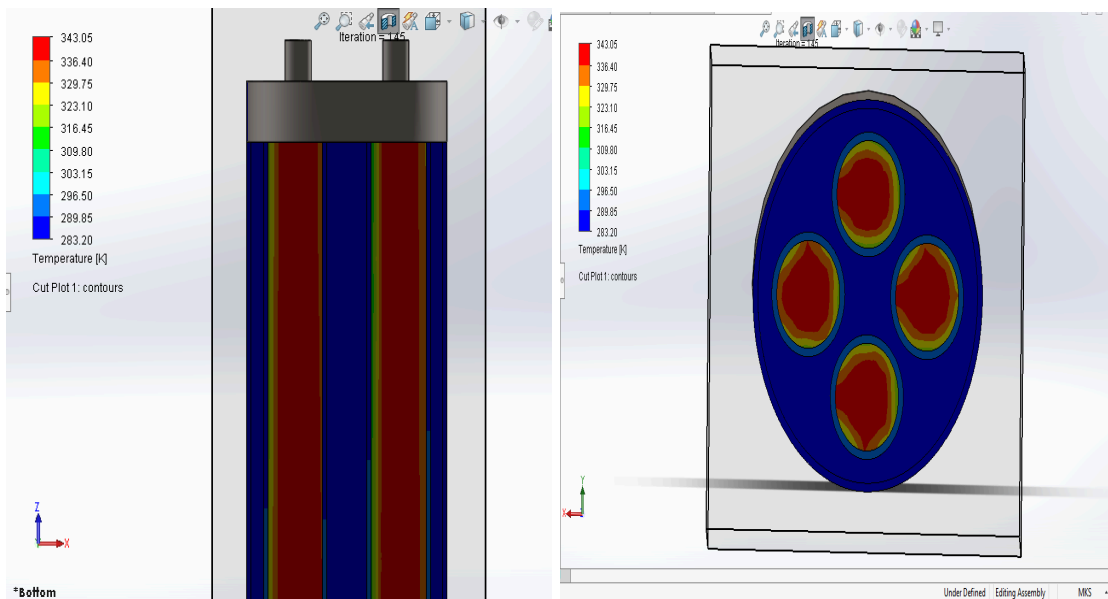 Iteration = 145
343.05
336.40
329.75
323.10
316.45
309.80
303.15
296.50
289.85
283.20
Temperature [K]
Cut Plot 1: contours
Z
X
*Bottom
Iteration = 145
343.05
336.40
329.75
323.10
316.45
309.80
303.15
296.50
289.85
283.20
Temperature [K]
Cut Plot 1: contours
Y
X
Under Defined Editing Assembly MKS